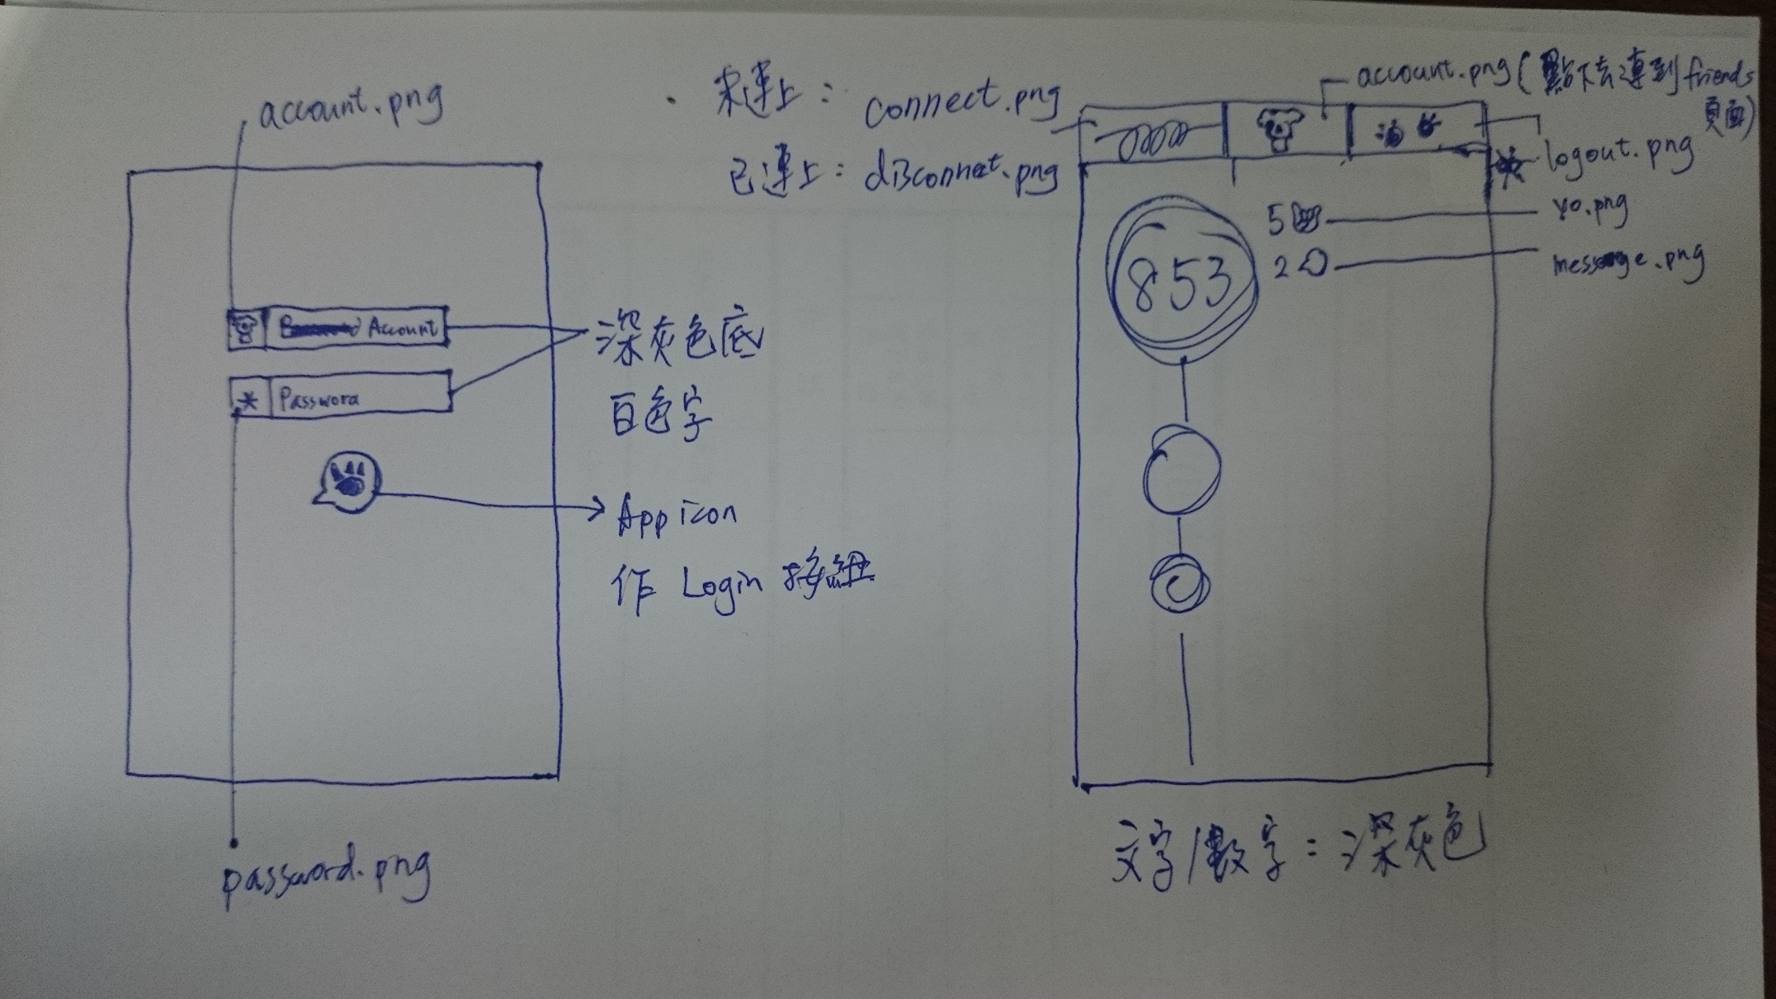 account.png
Account
Password
深灰色底
白色字
App icon
作 Login 按鈕
password.png
未連上: connect.png
已連上: disconnet.png
account.png (點下去連到 friends
頁面)
logout.png
853
5
yo.png
2
message.png
文字/數字:深灰色